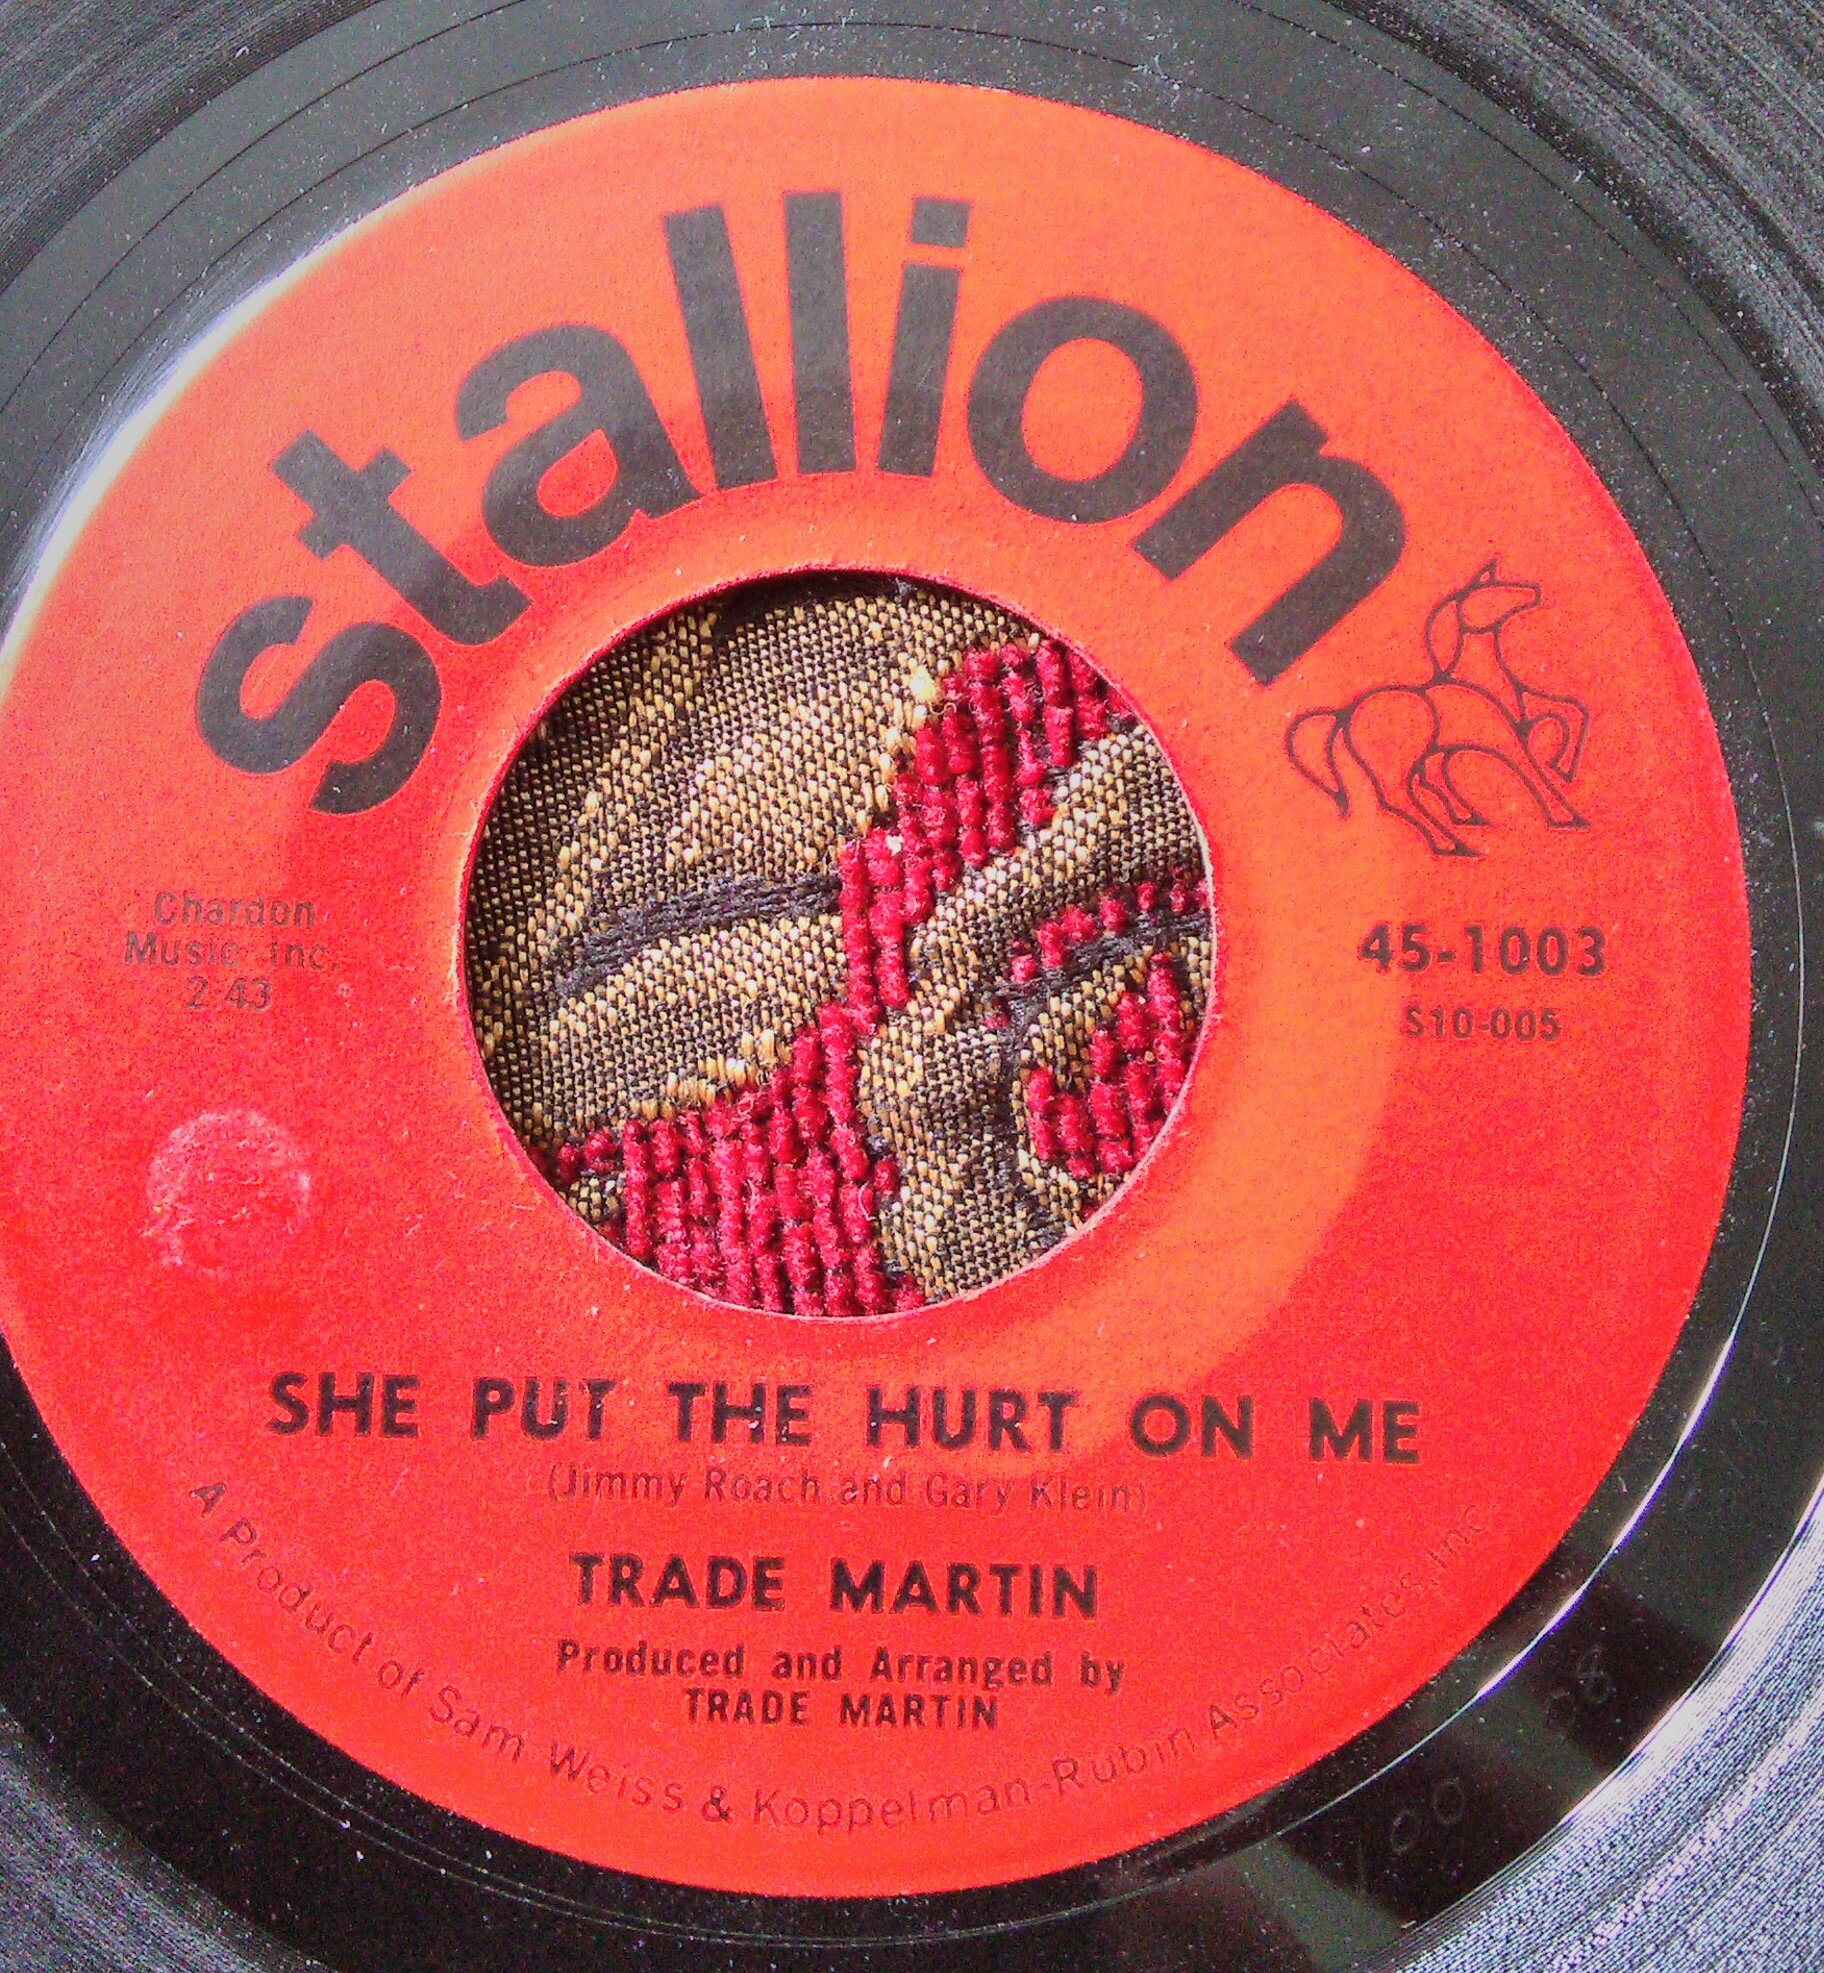 stallion
Chardon
Music, Inc.
2:43
45-1003
S10-005
SHE PUT THE HURT ON ME
(Jimmy Roach and Gary Klein)
TRADE MARTIN
Produced and Arranged by
TRADE MARTIN
A Product of Sam Weiss & Koppelman-Rubin Associates, Inc.